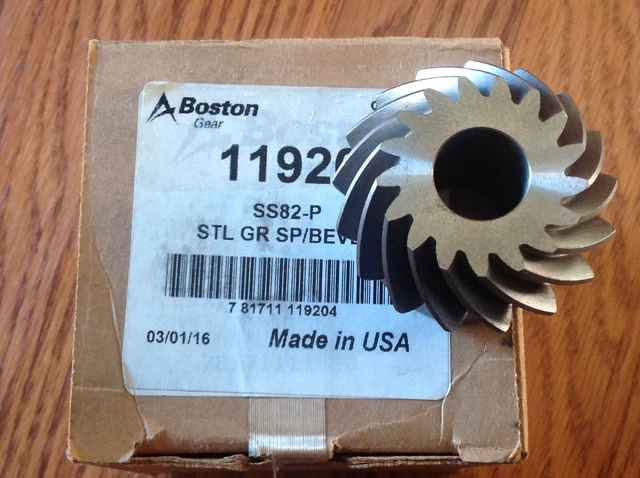 Boston
Gear
1192
SS82-P
STL GR SP/BEV
7 81711 119204
03/01/16
Made in USA